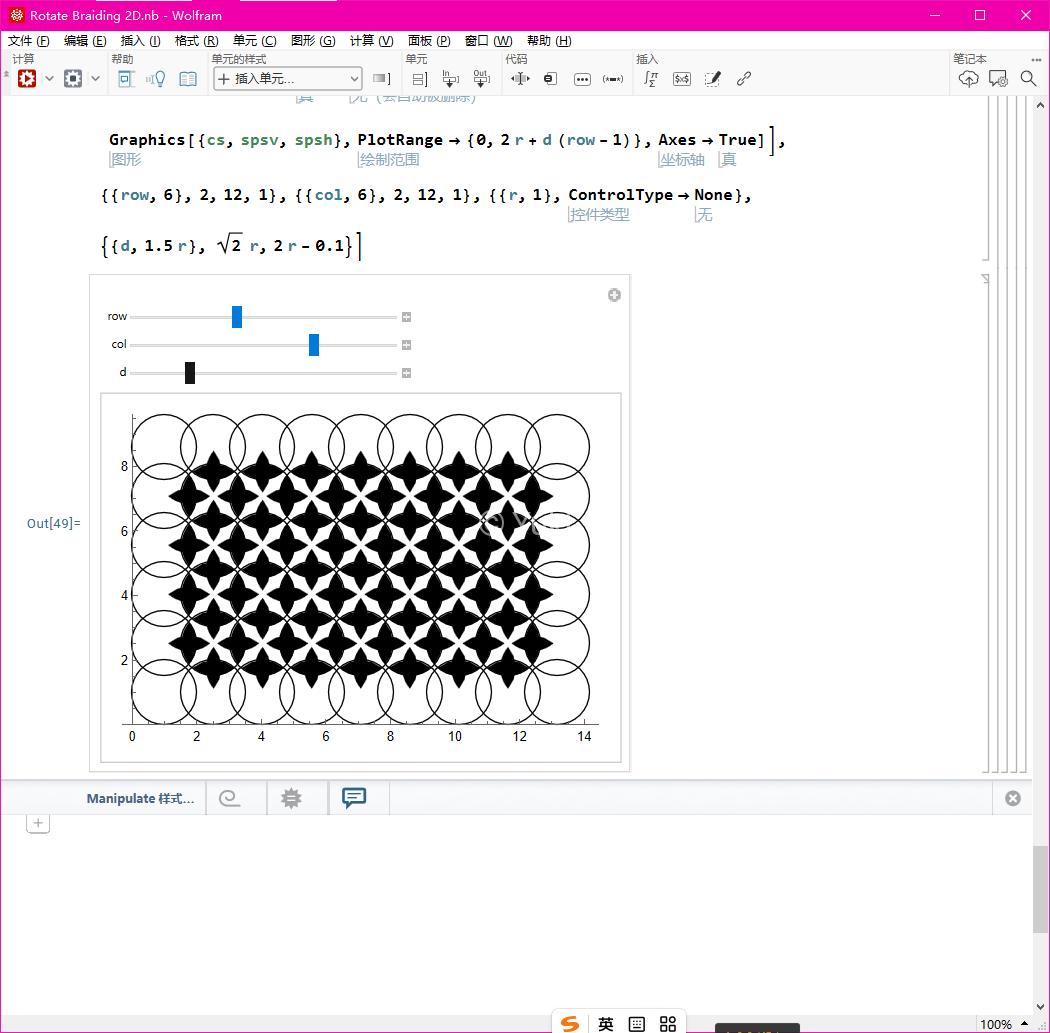 Rotate Braiding 2D.nb - Wolfram
文件 (F) 编辑 (E) 插入 (I) 格式 (R) 单元 (C) 图形 (G) 计算 (V) 面板 (P) 窗口 (W) 帮助 (H)
计算 帮助 单元的样式 单元 代码 插入 笔记本
插入单元...
真 无 (会自动被删除)
Graphics[{cs, spsv, spsh}, PlotRange → {0, 2 r + d (row - 1)}, Axes → True]],
图形 绘制范围 坐标轴 真
{{row, 6}, 2, 12, 1}, {{col, 6}, 2, 12, 1}, {{r, 1}, ControlType → None},
控件类型 无
{{d, 1.5 r}, √2 r, 2 r - 0.1}]
row
col
d
Out[49]=
8
6
4
2
0 2 4 6 8 10 12 14
Manipulate 样式...
英
100%